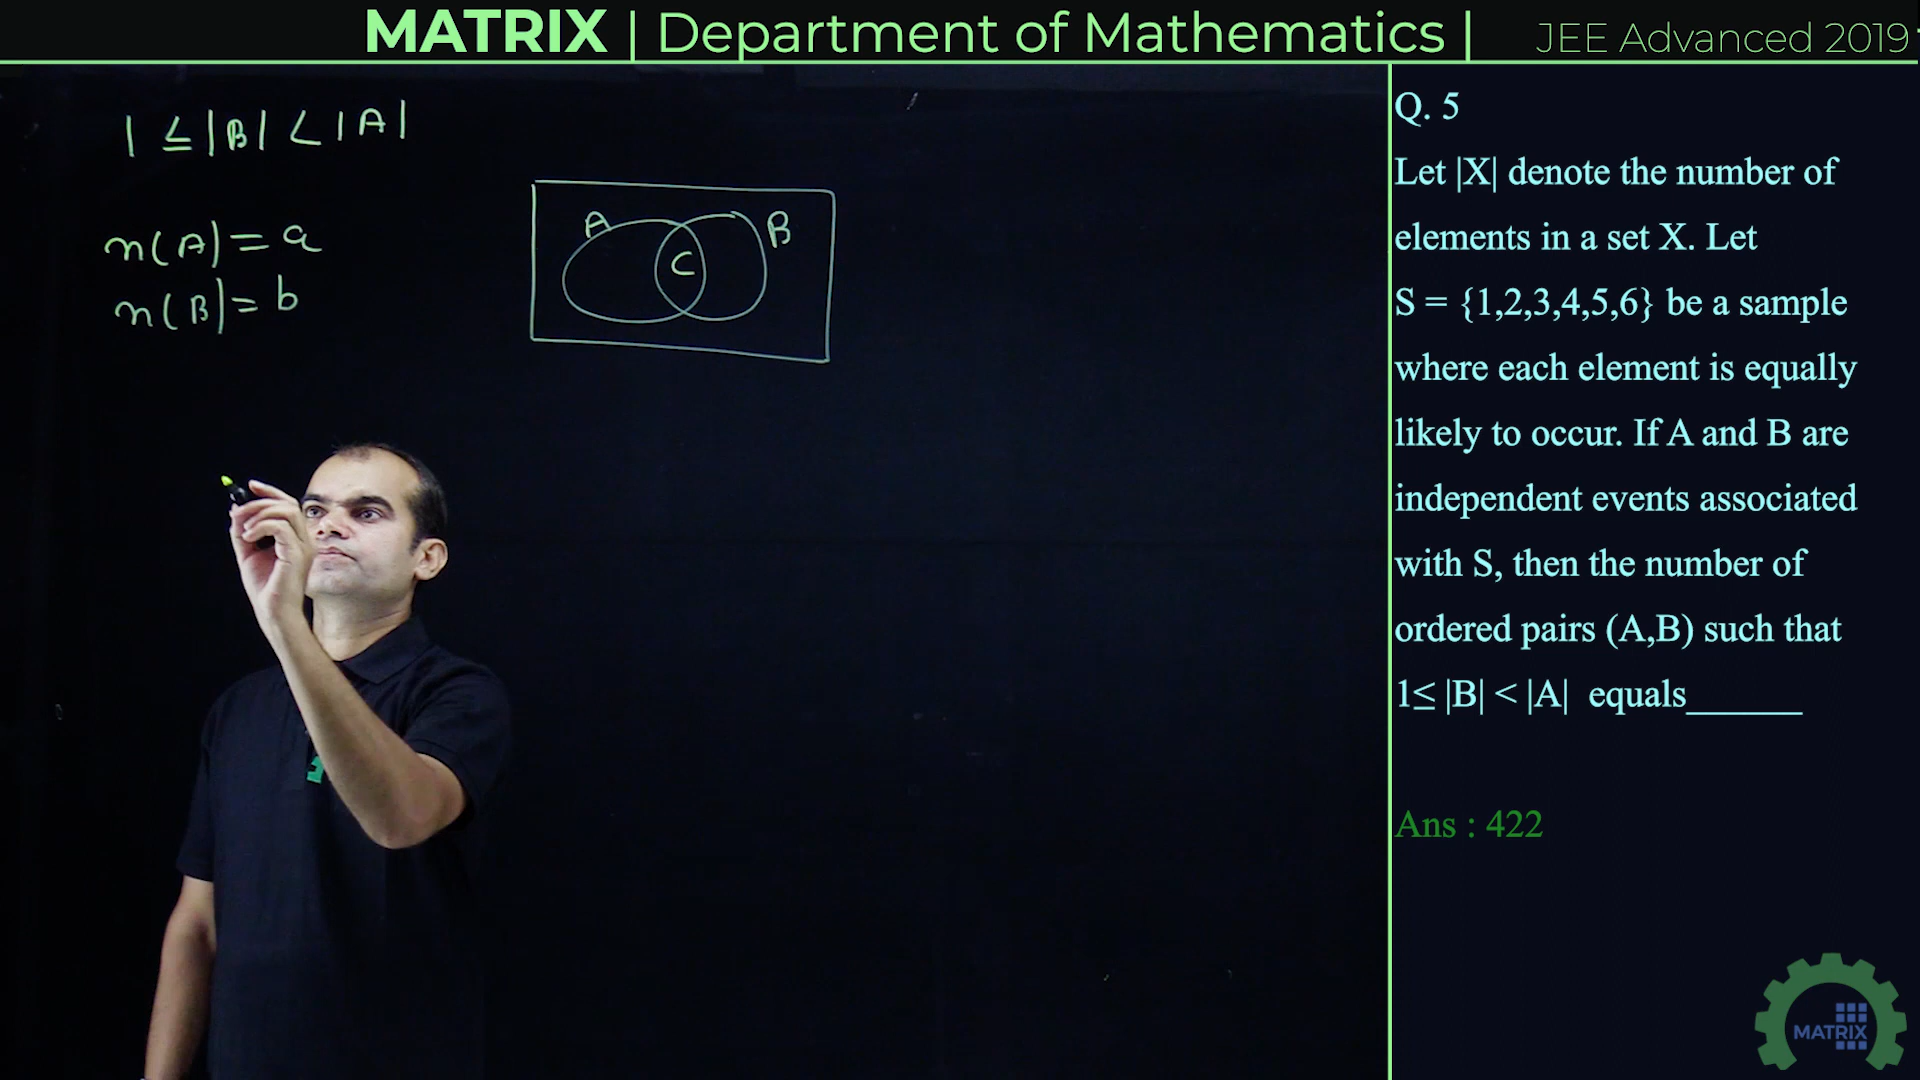 MATRIX | Department of Mathematics | JEE Advanced 2019
1 ≤ |B| < |A|
n(A) = a
n(B) = b
A
B
C
Q. 5
Let |X| denote the number of
elements in a set X. Let
S = {1,2,3,4,5,6} be a sample
where each element is equally
likely to occur. If A and B are
independent events associated
with S, then the number of
ordered pairs (A,B) such that
1≤ |B| < |A| equals______
Ans : 422
MATRIX